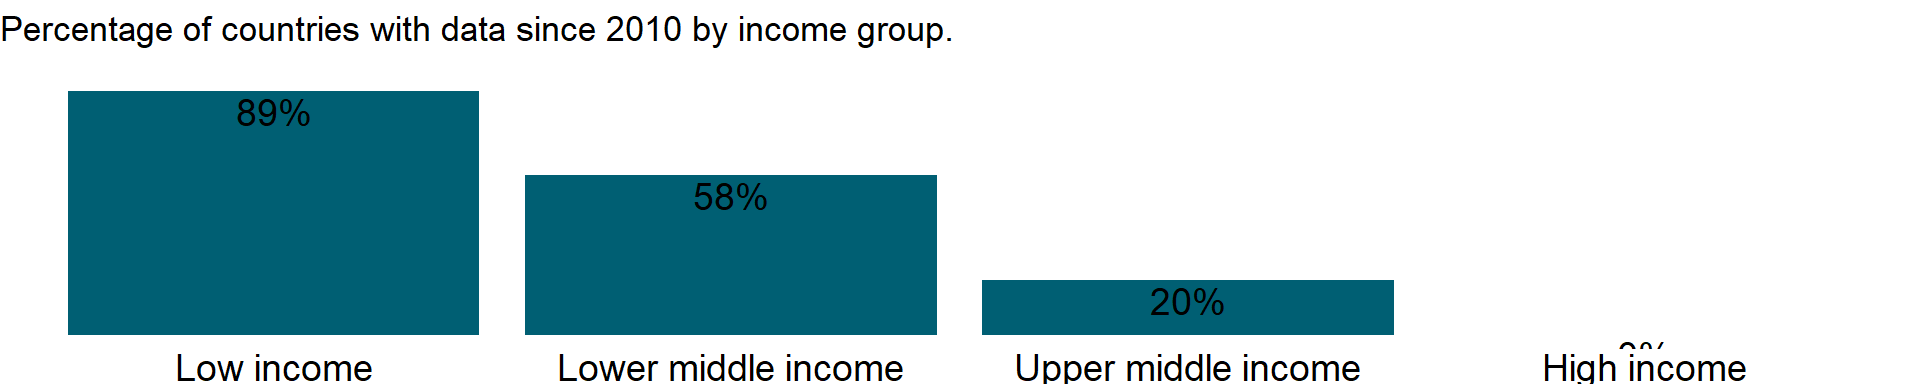 Percentage of countries with data since 2010 by income group.
89%
58%
20%
Low income
Lower middle income
Upper middle income
High income